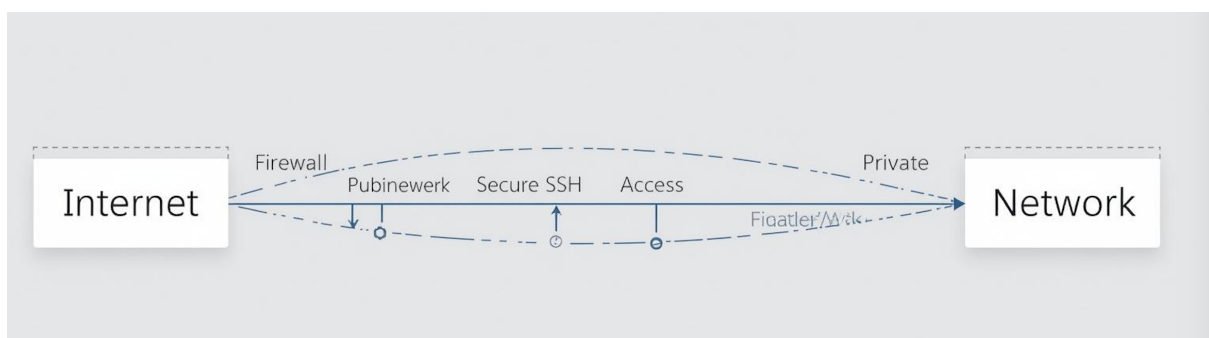 Firewall
Private
Pubinewerk Secure SSH Access
Internet
Network